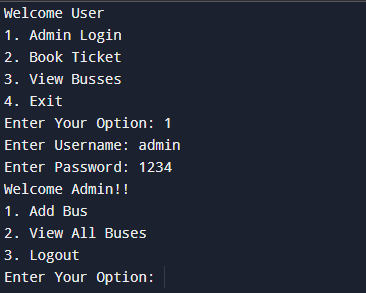 Welcome User
1. Admin Login
2. Book Ticket
3. View Busses
4. Exit
Enter Your Option: 1
Enter Username: admin
Enter Password: 1234
Welcome Admin!!
1. Add Bus
2. View All Buses
3. Logout
Enter Your Option: